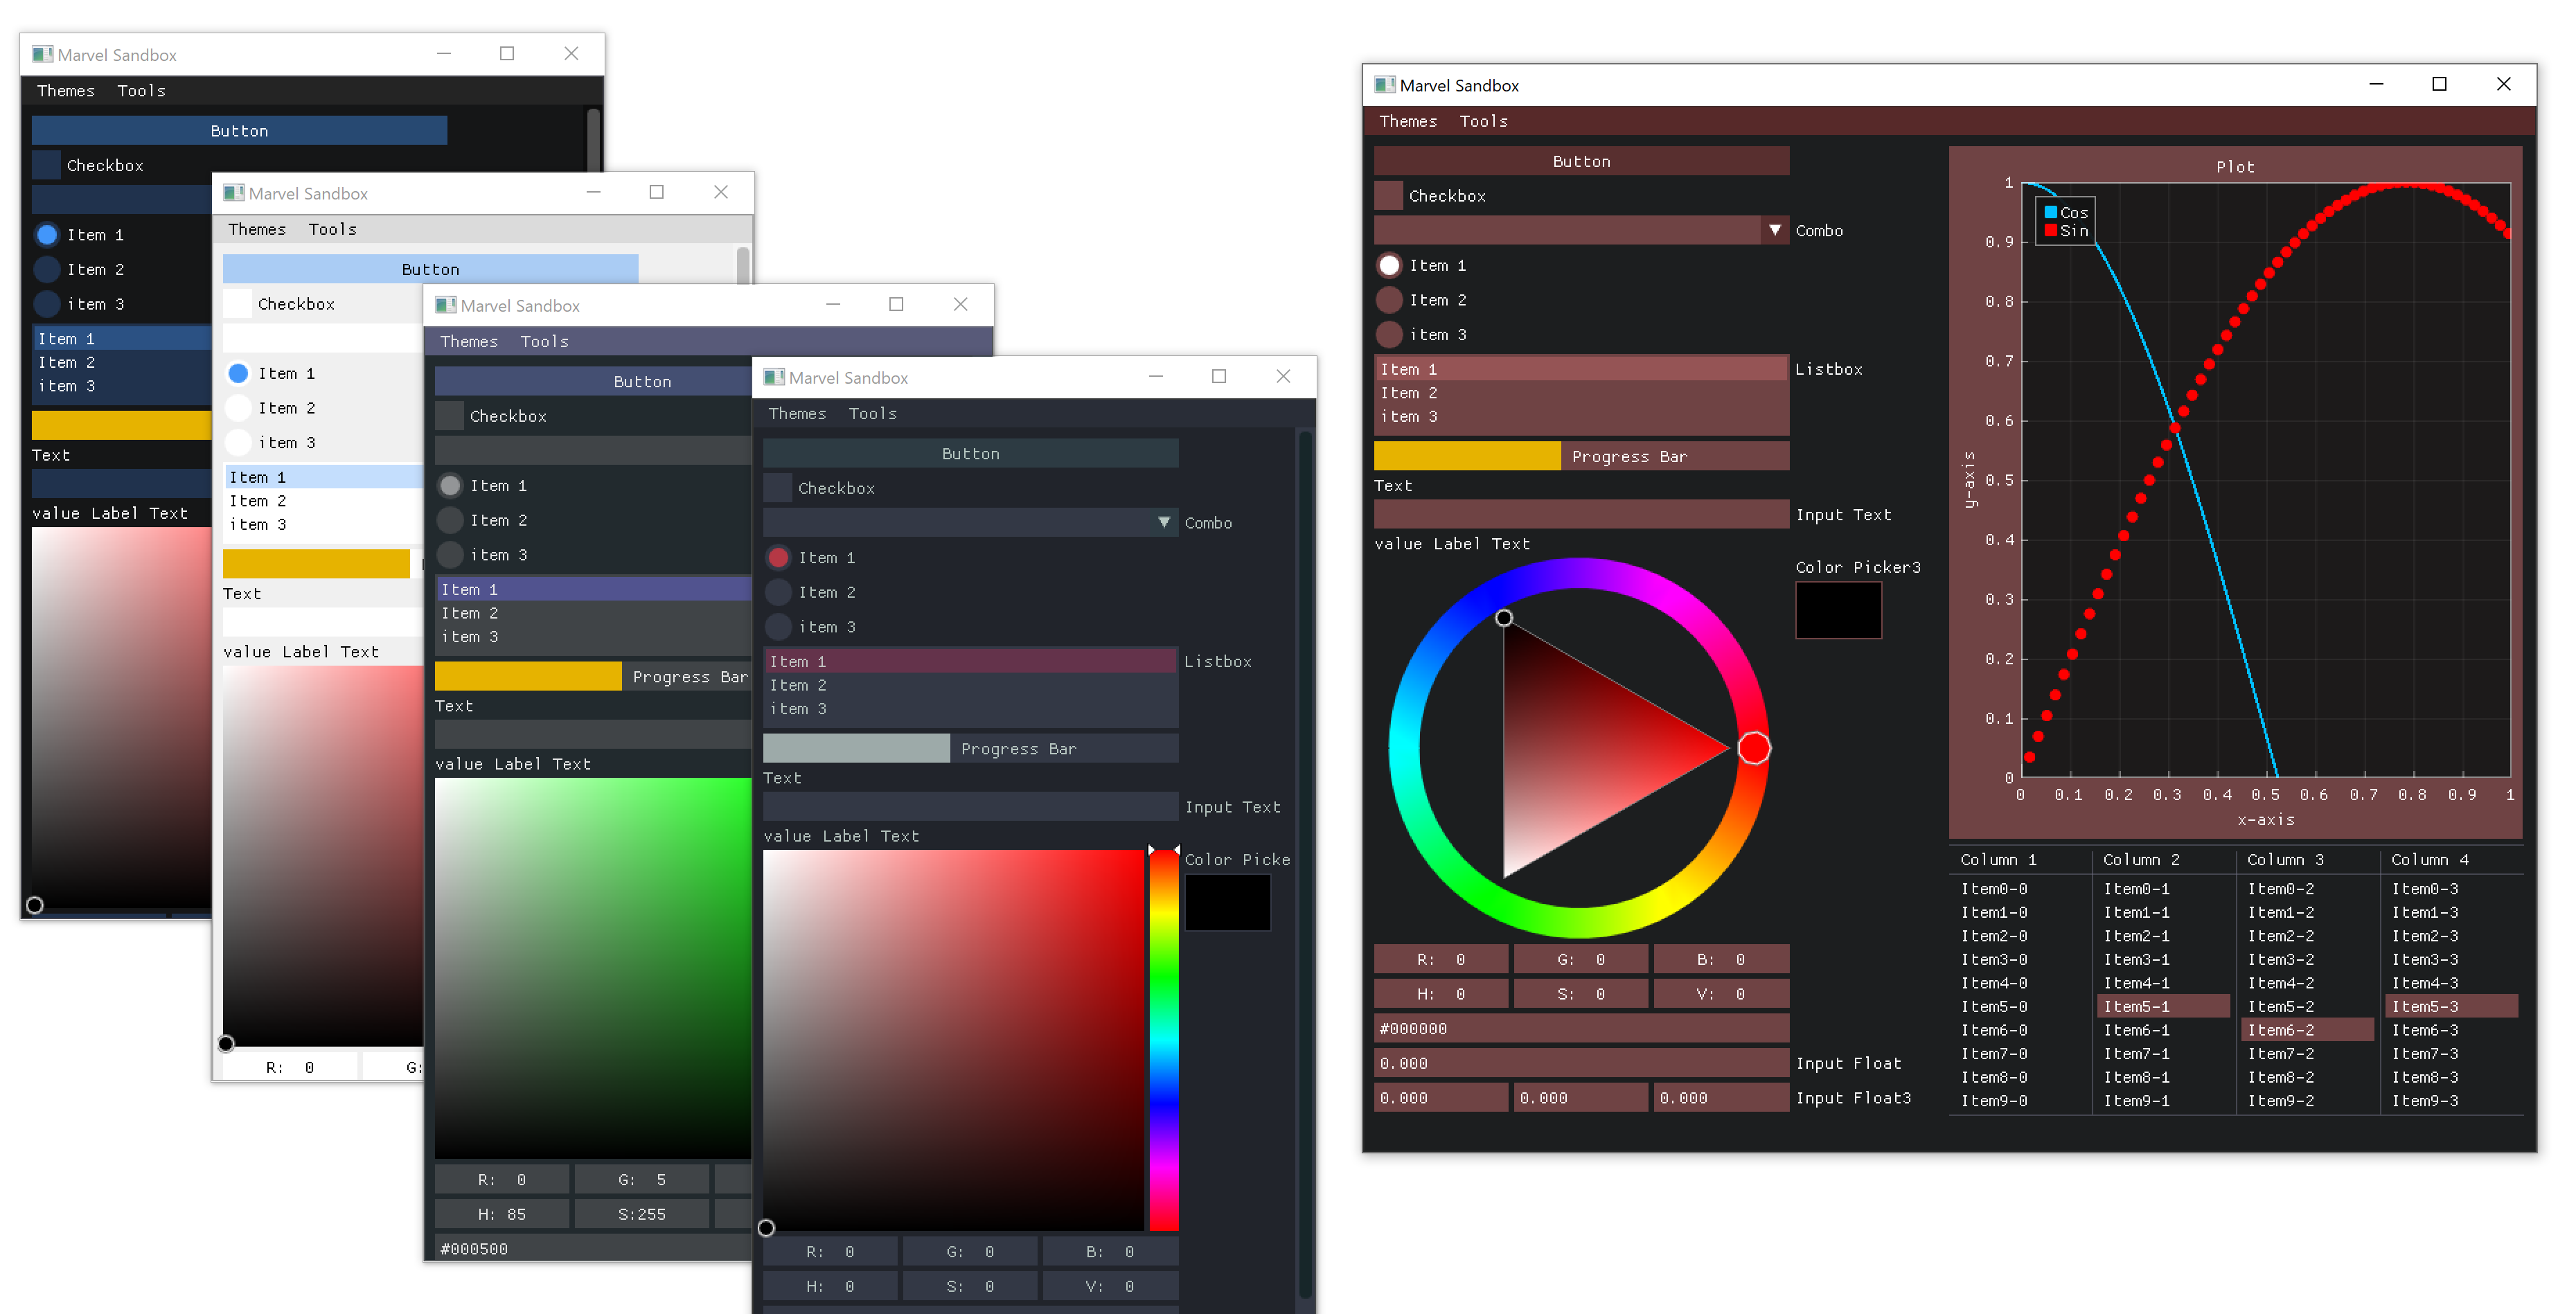 Marvel Sandbox
Themes Tools
Button
Checkbox
Item 1
Item 2
item 3
Item 1
Item 2
item 3
Text
value Label Text
Marvel Sandbox
Themes Tools
Button
Checkbox
Item 1
Item 2
item 3
Item 1
Item 2
item 3
Text
value Label Text
R: 0 G:
Marvel Sandbox
Themes Tools
Button
Checkbox
Item 1
Item 2
item 3
Item 1
Item 2
item 3
Progress Bar
Text
value Label Text
R: 0 G: 5
H: 85 S:255
#000500
Marvel Sandbox
Themes Tools
Button
Checkbox
Combo
Item 1
Item 2
item 3
Item 1 Listbox
Item 2
item 3
Progress Bar
Text
Input Text
value Label Text
Color Picke
R: 0 G: 0 B: 0
H: 0 S: 0 V: 0
Marvel Sandbox
Themes Tools
Button
Checkbox
Combo
Item 1
Item 2
item 3
Item 1 Listbox
Item 2
item 3
Progress Bar
Text
Input Text
value Label Text
Color Picker3
R: 0 G: 0 B: 0
H: 0 S: 0 V: 0
#000000
0.000 Input Float
0.000 0.000 0.000 Input Float3
Plot
Cos
Sin
1
0.9
0.8
0.7
0.6
0.5
0.4
0.3
0.2
0.1
0
y-axis
0 0.1 0.2 0.3 0.4 0.5 0.6 0.7 0.8 0.9 1
x-axis
Column 1 Column 2 Column 3 Column 4
Item0-0 Item0-1 Item0-2 Item0-3
Item1-0 Item1-1 Item1-2 Item1-3
Item2-0 Item2-1 Item2-2 Item2-3
Item3-0 Item3-1 Item3-2 Item3-3
Item4-0 Item4-1 Item4-2 Item4-3
Item5-0 Item5-1 Item5-2 Item5-3
Item6-0 Item6-1 Item6-2 Item6-3
Item7-0 Item7-1 Item7-2 Item7-3
Item8-0 Item8-1 Item8-2 Item8-3
Item9-0 Item9-1 Item9-2 Item9-3